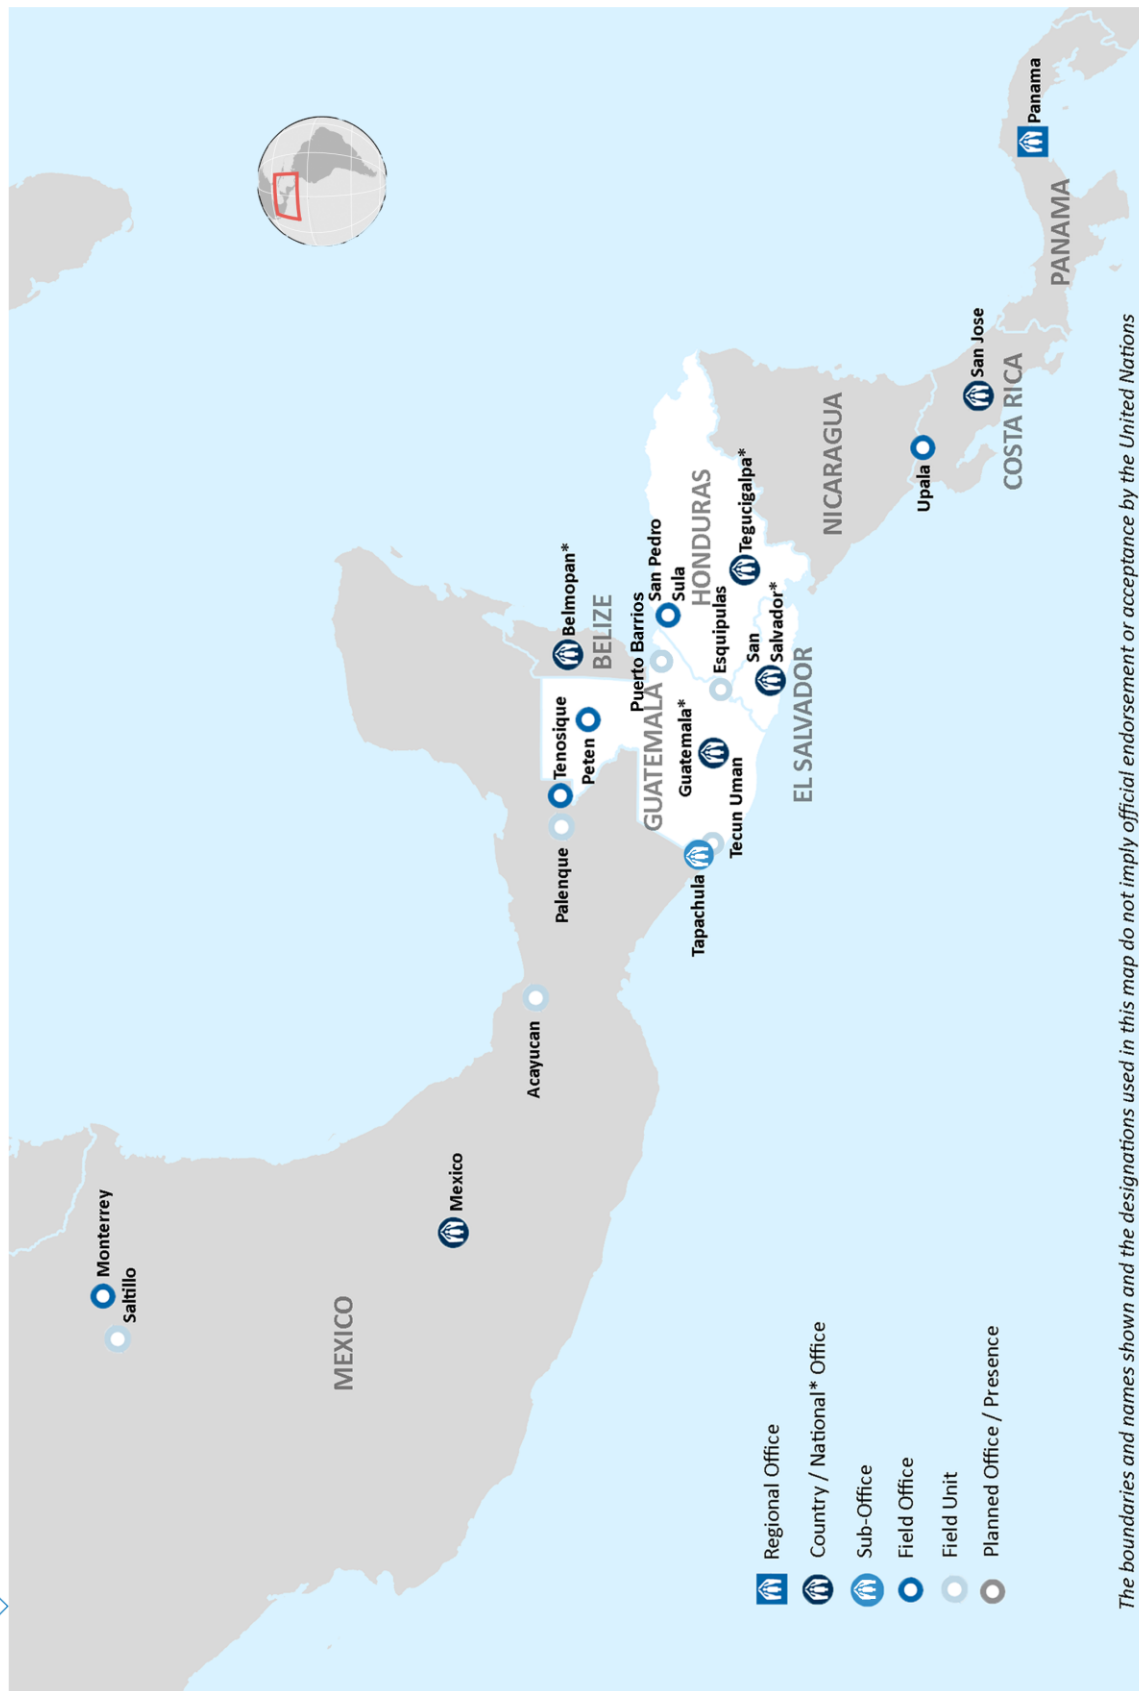 Monterrey
Saltillo
MEXICO
Mexico
Acayucan
Palenque
Tenosique
Peten
Belmopan*
BELIZE
Puerto Barrios
San Pedro
Sula
GUATEMALA
HONDURAS
Guatemala*
Esquipulas
Tapachula
Tecun Uman
San
Salvador*
Tegucigalpa*
EL SALVADOR
NICARAGUA
Upala
San Jose
COSTA RICA
Panama
PANAMA
Regional Office
Country / National* Office
Sub-Office
Field Office
Field Unit
Planned Office / Presence
The boundaries and names shown and the designations used in this map do not imply official endorsement or acceptance by the United Nations